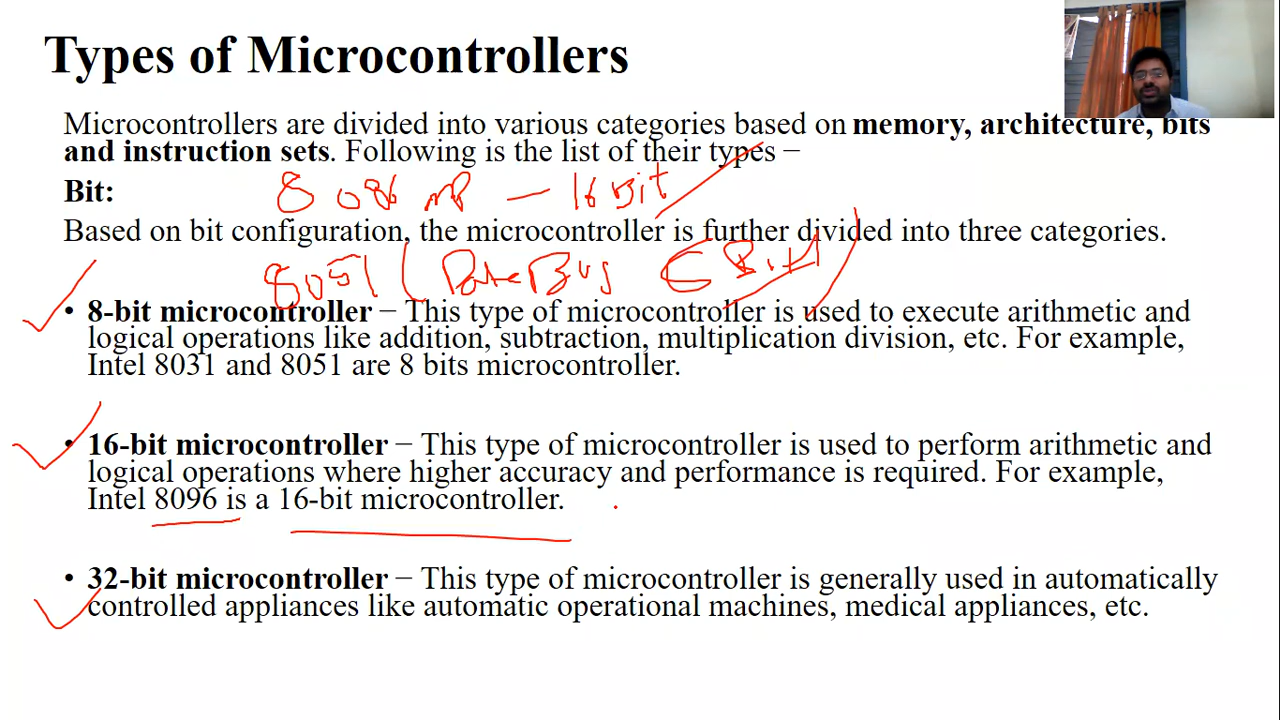 Types of Microcontrollers
Microcontrollers are divided into various categories based on memory, architecture, bits
and instruction sets. Following is the list of their types −
Bit:
8086 μP — 16 Bit
Based on bit configuration, the microcontroller is further divided into three categories.
8051 ( Bus 8 Bit )
• 8-bit microcontroller − This type of microcontroller is used to execute arithmetic and
logical operations like addition, subtraction, multiplication division, etc. For example,
Intel 8031 and 8051 are 8 bits microcontroller.
• 16-bit microcontroller − This type of microcontroller is used to perform arithmetic and
logical operations where higher accuracy and performance is required. For example,
Intel 8096 is a 16-bit microcontroller.
• 32-bit microcontroller − This type of microcontroller is generally used in automatically
controlled appliances like automatic operational machines, medical appliances, etc.